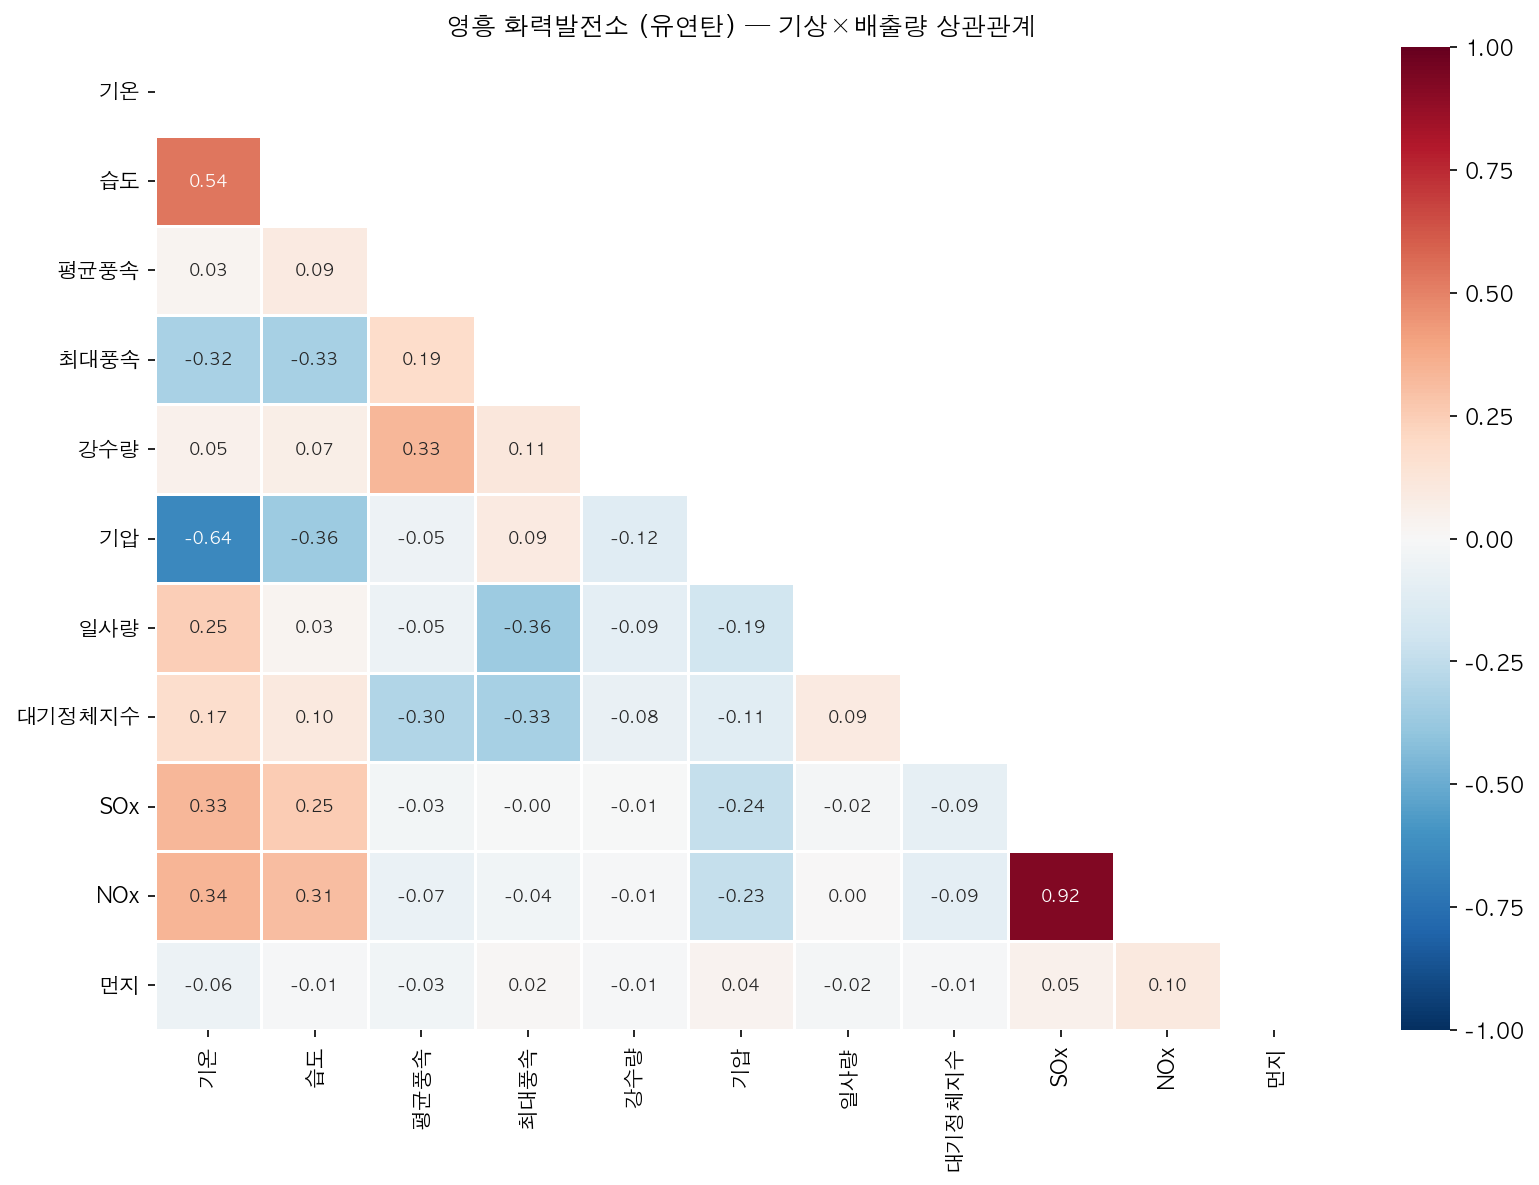 영흥 화력발전소 (유연탄) — 기상×배출량 상관관계
기온
습도 0.54
평균풍속 0.03 0.09
최대풍속 -0.32 -0.33 0.19
강수량 0.05 0.07 0.33 0.11
기압 -0.64 -0.36 -0.05 0.09 -0.12
일사량 0.25 0.03 -0.05 -0.36 -0.09 -0.19
대기정체지수 0.17 0.10 -0.30 -0.33 -0.08 -0.11 0.09
SOx 0.33 0.25 -0.03 -0.00 -0.01 -0.24 -0.02 -0.09
NOx 0.34 0.31 -0.07 -0.04 -0.01 -0.23 0.00 -0.09 0.92
먼지 -0.06 -0.01 -0.03 0.02 -0.01 0.04 -0.02 -0.01 0.05 0.10
기온 습도 평균풍속 최대풍속 강수량 기압 일사량 대기정체지수 SOx NOx 먼지
1.00
0.75
0.50
0.25
0.00
-0.25
-0.50
-0.75
-1.00